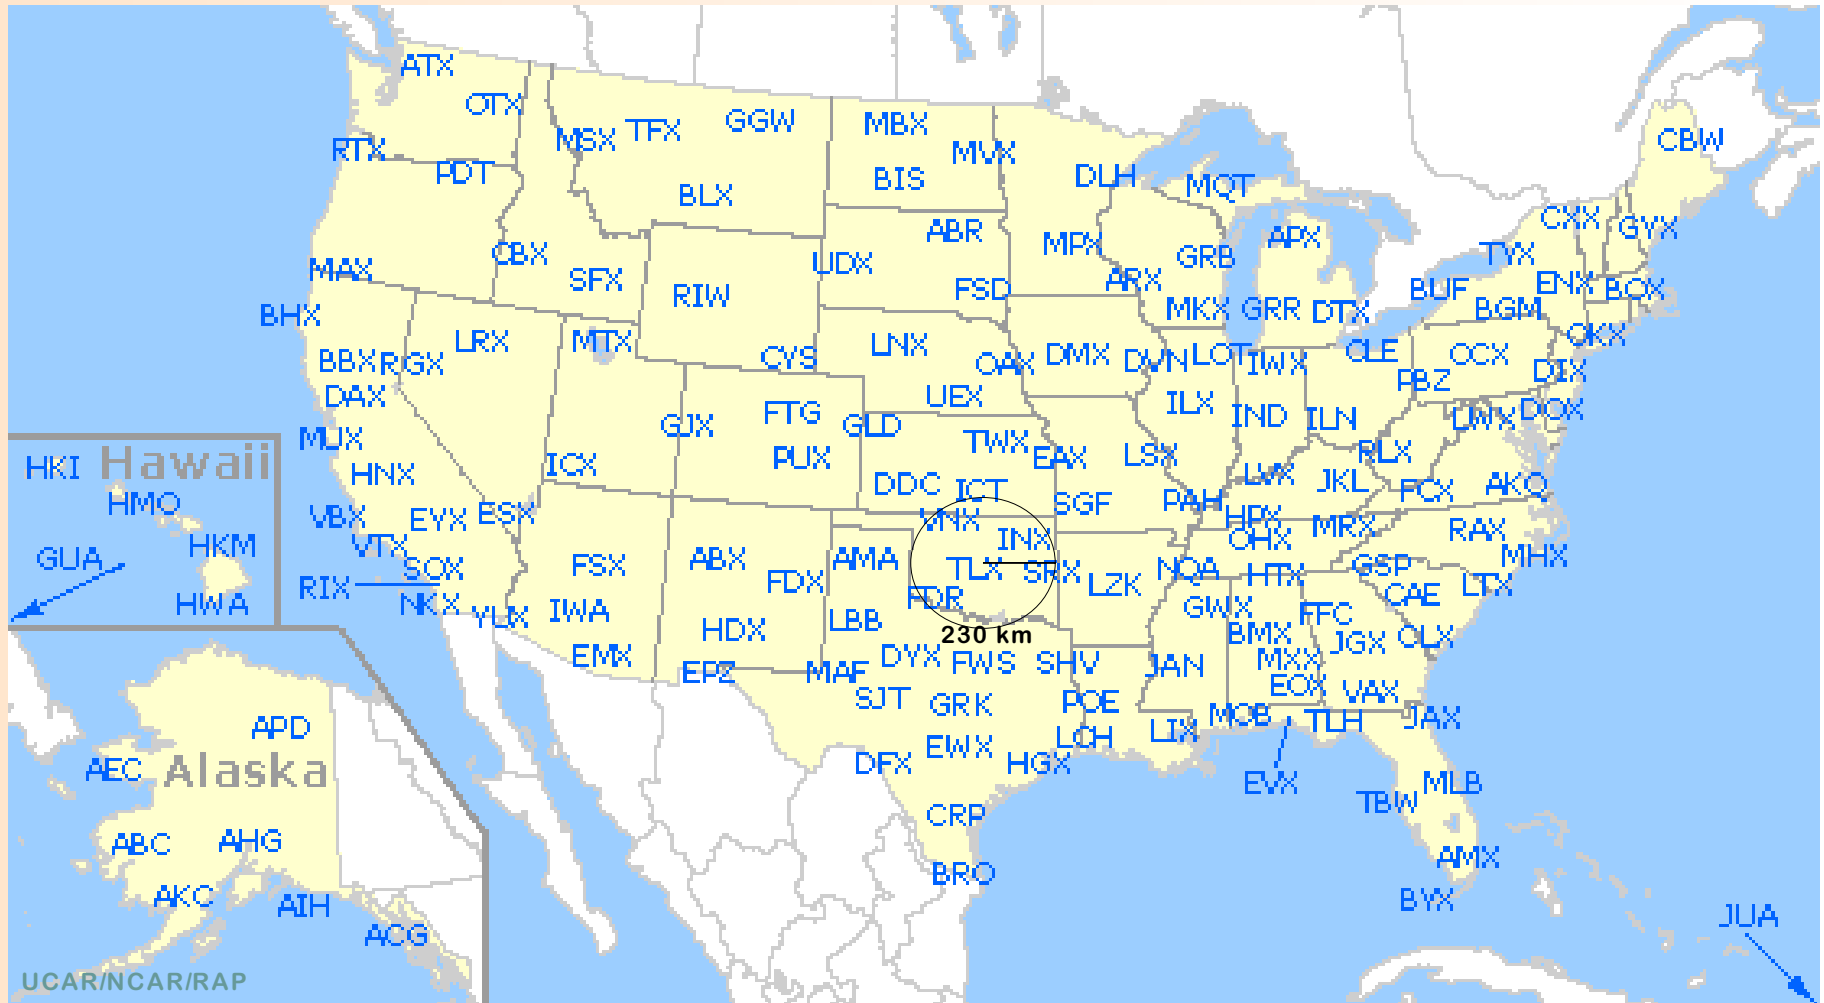 ATX
OTX
GGW
MBX
TFX
MSX
CBW
RTX
MVX
PDT
DLH
BIS
MQT
BLX
CXX
GYX
ABR
APX
MPX
CBX
TYX
GRB
UDX
MAX
SFX
ARX
ENX
FSD
BUF
BOX
RIW
MKX
GRR
DTX
BGM
BHX
LRX
MTX
OKX
LNX
CLE
CCX
DMX
DVN
LOT
IWX
CYS
BBX
RGX
OAX
DIX
PBZ
DAX
UEX
ILX
FTG
IND
ILN
LWX
DOX
GJX
GLD
MUX
TWX
RLX
LSX
EAX
PUX
ICX
Hawaii
HKI
HNX
LVX
JKL
DDC
ICT
FCX
AKQ
HMO
SGF
PAH
VBX
EYX
ESX
VNX
HPX
MRX
RAX
INX
OHX
VTX
HKM
MHX
GUA
ABX
AMA
FSX
SOX
TLX
SRX
NQA
HTX
GSP
FDX
LZK
LTX
RIX
CAE
FDR
NKX
HWA
YUX
IWA
GWX
FFC
LBB
HDX
230 km
BMX
JGX
CLX
EMX
DYX
FWS
SHV
JAN
MXX
EPZ
MAF
EOX
VAX
SJT
GRK
POE
MOB
TLH
JAX
APD
LIX
LCH
EWX
DFX
HGX
AEC
Alaska
EVX
MLB
TBW
CRP
ABC
AHG
AMX
BRO
AKC
BYX
AIH
JUA
ACG
UCAR/NCAR/RAP